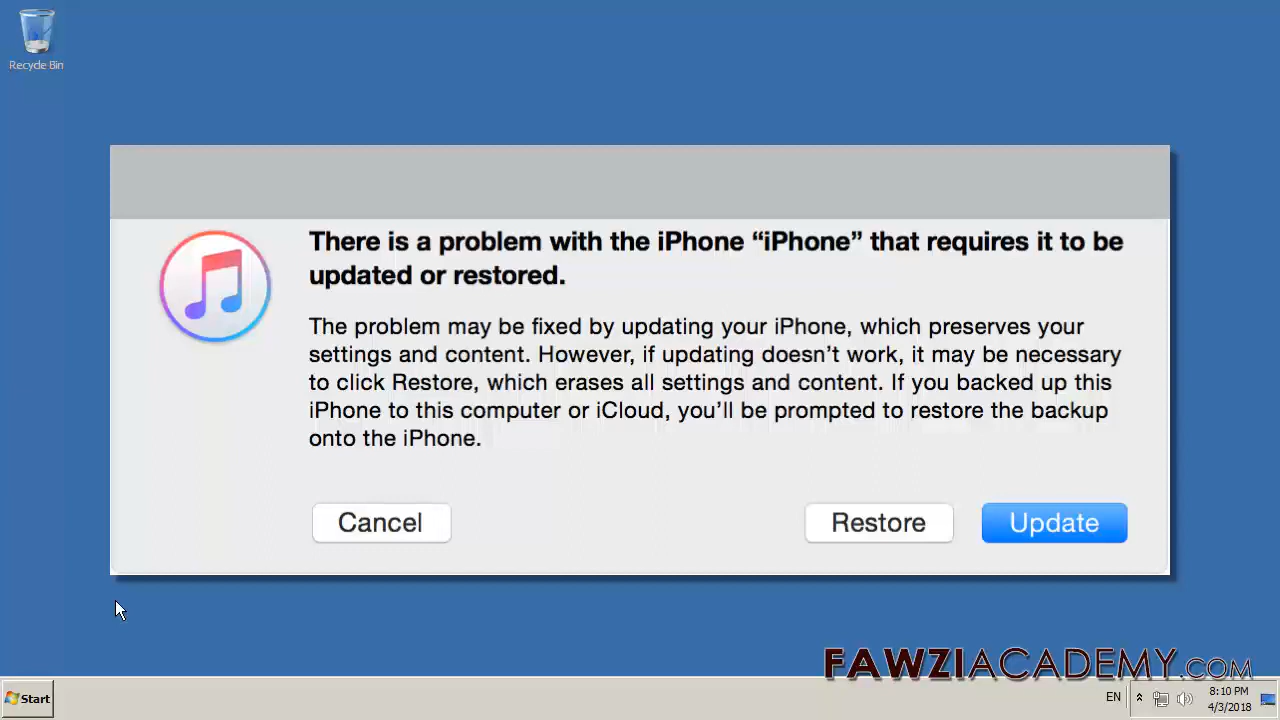 Recycle Bin
There is a problem with the iPhone “iPhone” that requires it to be
updated or restored.
The problem may be fixed by updating your iPhone, which preserves your
settings and content. However, if updating doesn’t work, it may be necessary
to click Restore, which erases all settings and content. If you backed up this
iPhone to this computer or iCloud, you’ll be prompted to restore the backup
onto the iPhone.
Cancel
Restore
Update
FAWZIACADEMY.COM
Start
EN
8:10 PM
4/3/2018